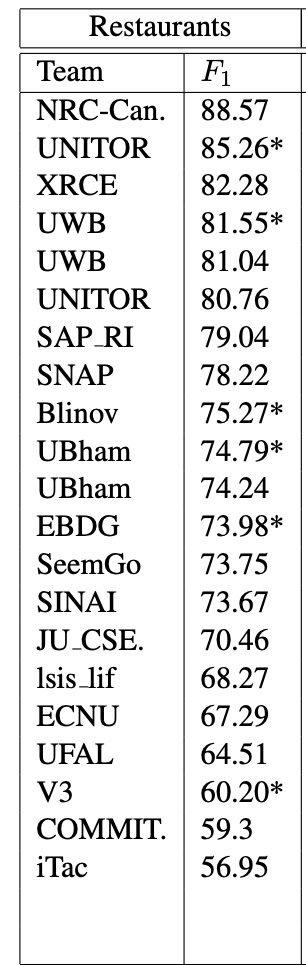 Restaurants
Team F1
NRC-Can. 88.57
UNITOR 85.26*
XRCE 82.28
UWB 81.55*
UWB 81.04
UNITOR 80.76
SAP_RI 79.04
SNAP 78.22
Blinov 75.27*
UBham 74.79*
UBham 74.24
EBDG 73.98*
SeemGo 73.75
SINAI 73.67
JU_CSE. 70.46
lsis_lif 68.27
ECNU 67.29
UFAL 64.51
V3 60.20*
COMMIT. 59.3
iTac 56.95